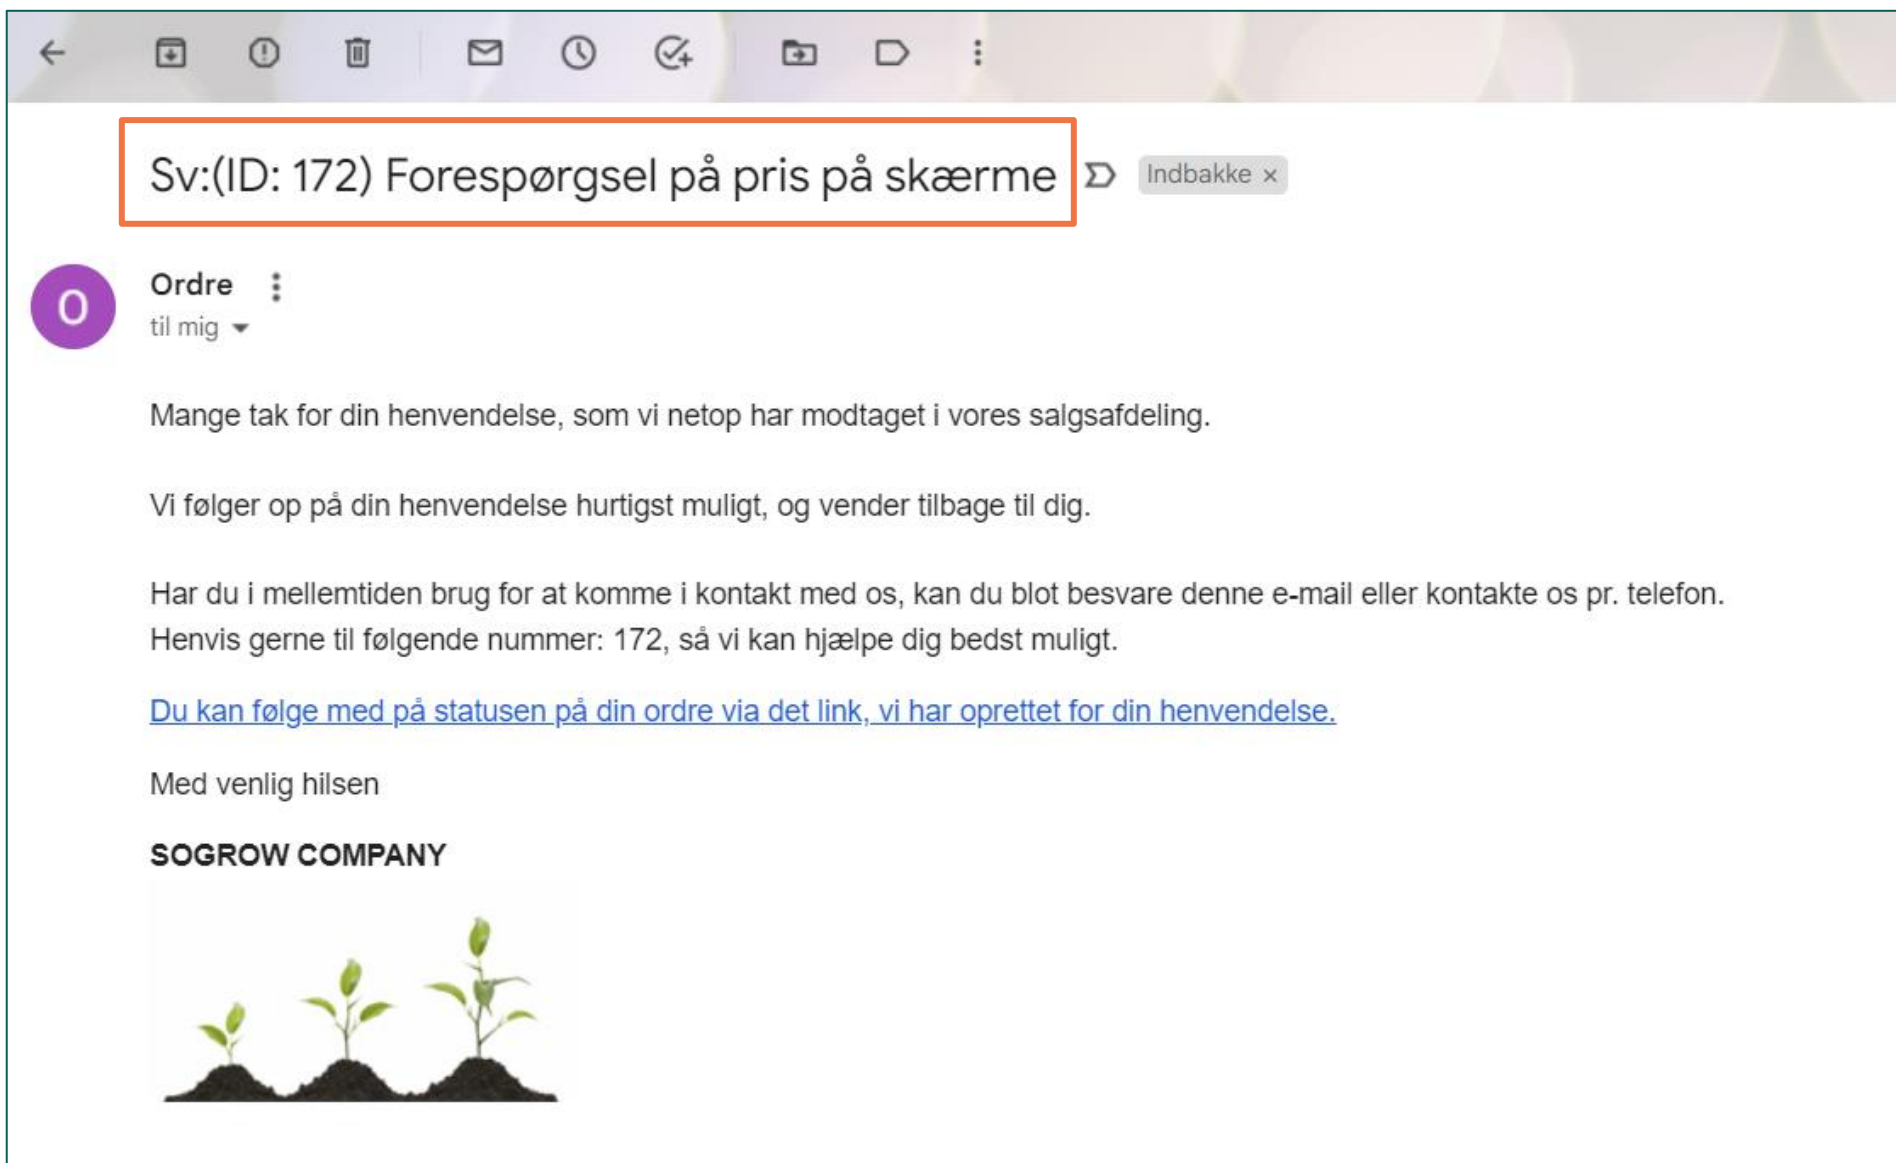 Sv:(ID: 172) Forespørgsel på pris på skærme
Indbakke ×
O
Ordre
til mig
Mange tak for din henvendelse, som vi netop har modtaget i vores salgsafdeling.
Vi følger op på din henvendelse hurtigst muligt, og vender tilbage til dig.
Har du i mellemtiden brug for at komme i kontakt med os, kan du blot besvare denne e-mail eller kontakte os pr. telefon.
Henvis gerne til følgende nummer: 172, så vi kan hjælpe dig bedst muligt.
Du kan følge med på statusen på din ordre via det link, vi har oprettet for din henvendelse.
Med venlig hilsen
SOGROW COMPANY